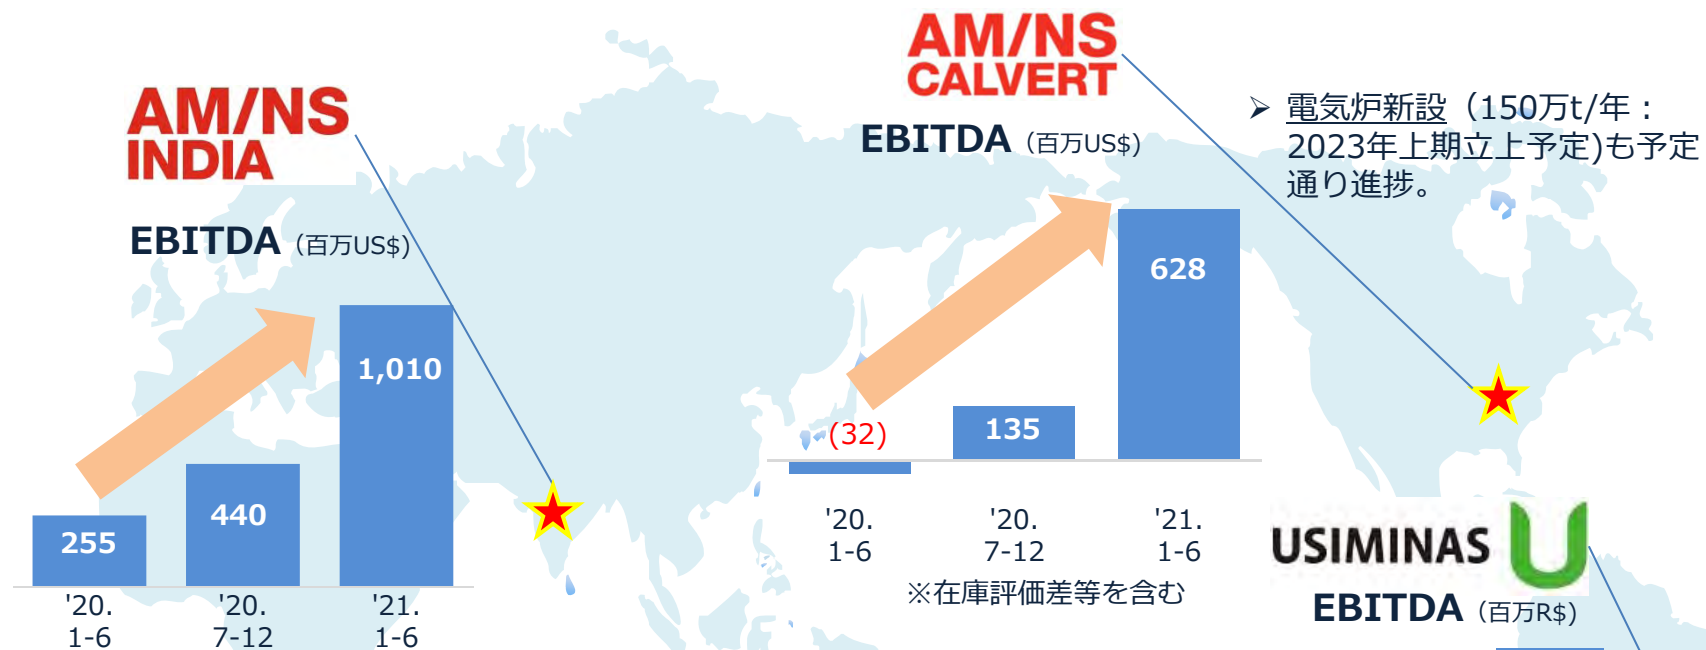 AM/NS
INDIA
EBITDA（百万US$)
1,010
440
255
'20.
1-6
'20.
7-12
'21.
1-6
AM/NS
CALVERT
EBITDA（百万US$)
➢ 電気炉新設（150万t/年：
2023年上期立上予定)も予定
通り進捗。
628
135
(32)
'20.
1-6
'20.
7-12
'21.
1-6
※在庫評価差等を含む
USIMINAS U
EBITDA（百万R$)